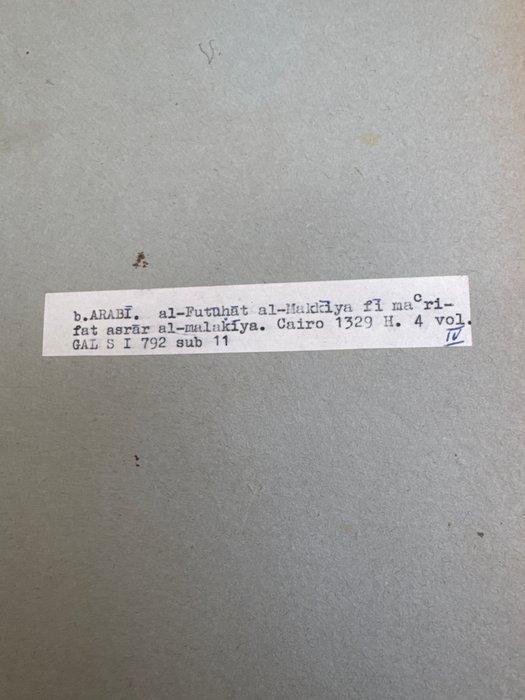 b.ARABĪ. al-Futuḥāt al-Makkīya fī maᶜri-
fat asrār al-malakīya. Cairo 1329 H. 4 vol.
GAL S I 792 sub 11
IV